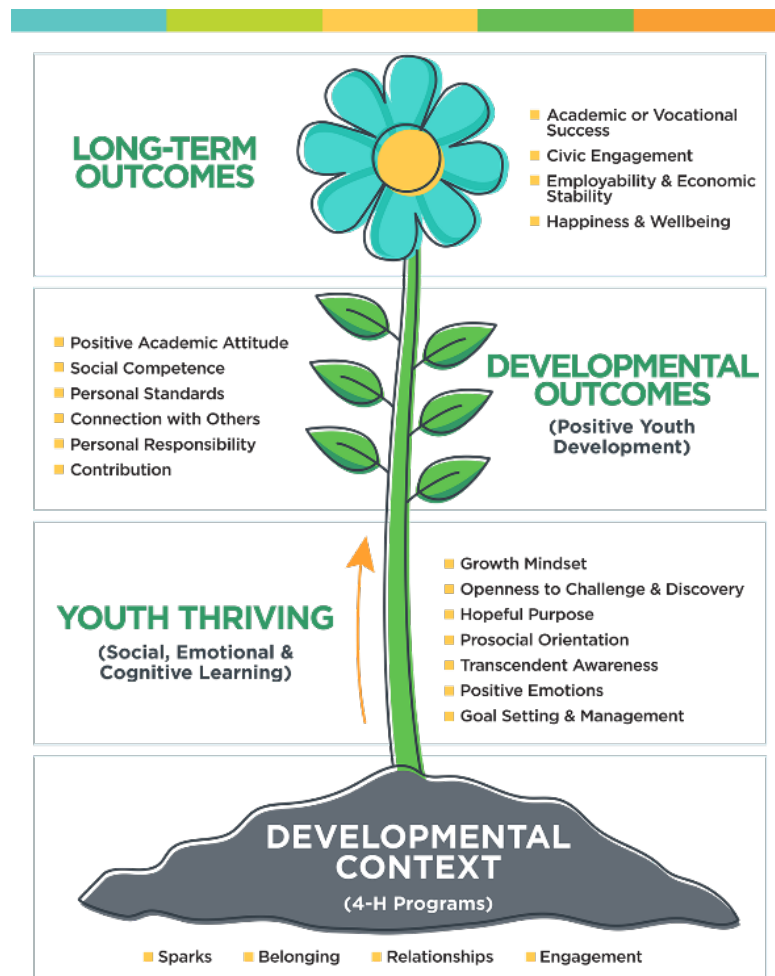 LONG-TERM
OUTCOMES
Academic or Vocational
Success
Civic Engagement
Employability & Economic
Stability
Happiness & Wellbeing
Positive Academic Attitude
Social Competence
Personal Standards
Connection with Others
Personal Responsibility
Contribution
DEVELOPMENTAL
OUTCOMES
(Positive Youth
Development)
YOUTH THRIVING
(Social, Emotional &
Cognitive Learning)
Growth Mindset
Openness to Challenge & Discovery
Hopeful Purpose
Prosocial Orientation
Transcendent Awareness
Positive Emotions
Goal Setting & Management
DEVELOPMENTAL
CONTEXT
(4-H Programs)
Sparks Belonging Relationships Engagement